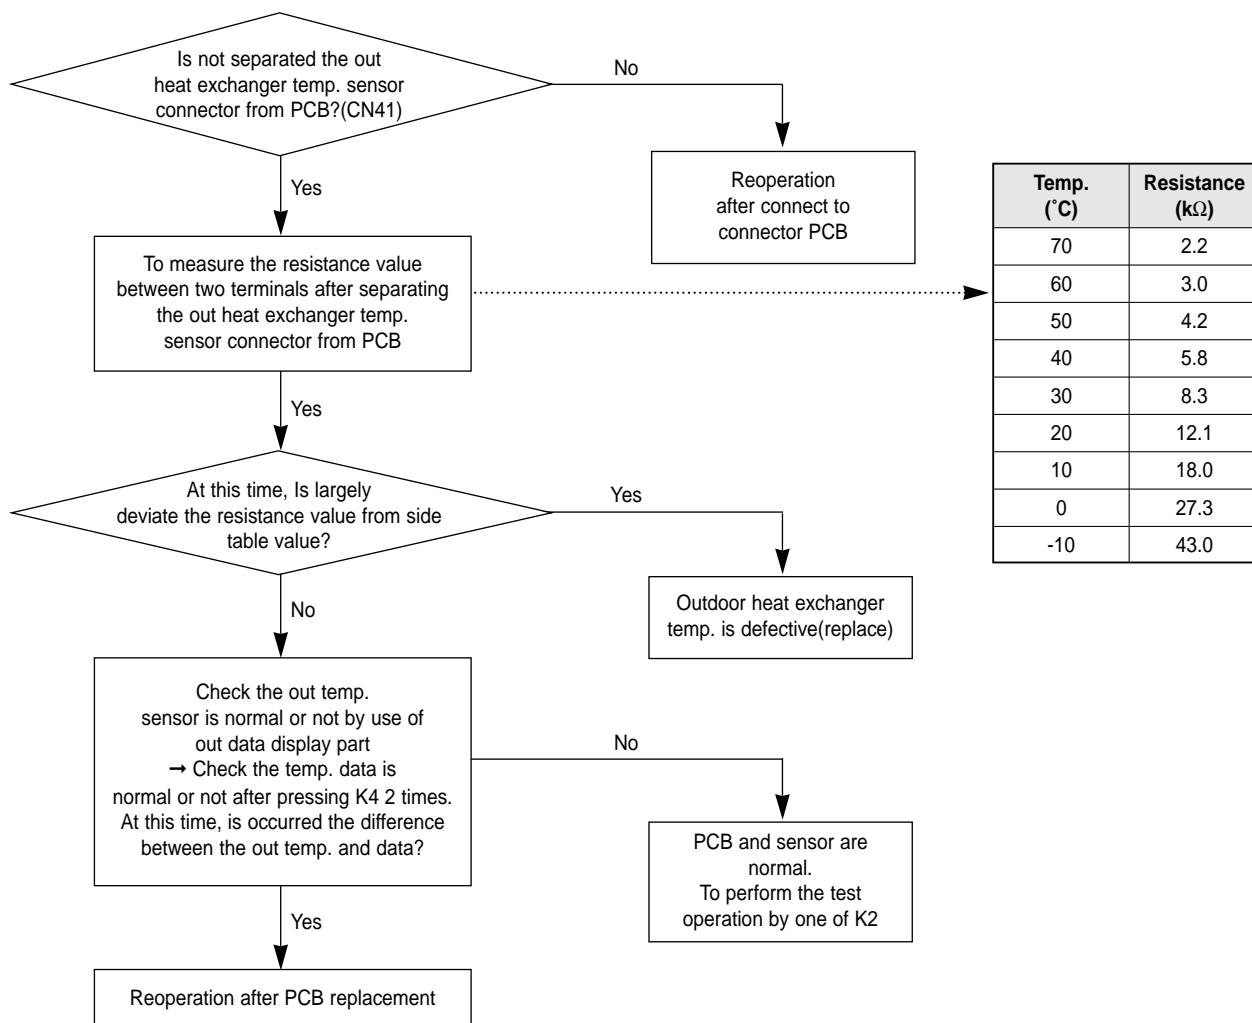 Is not separated the out
heat exchanger temp. sensor
connector from PCB?(CN41)
No
Yes
Reoperation
after connect to
connector PCB
To measure the resistance value
between two terminals after separating
the out heat exchanger temp.
sensor connector from PCB
Temp. Resistance
(˚C) (kΩ)
70 2.2
60 3.0
50 4.2
40 5.8
30 8.3
20 12.1
10 18.0
0 27.3
-10 43.0
Yes
At this time, Is largely
deviate the resistance value from side
table value?
Yes
No
Outdoor heat exchanger
temp. is defective(replace)
Check the out temp.
sensor is normal or not by use of
out data display part
→ Check the temp. data is
normal or not after pressing K4 2 times.
At this time, is occurred the difference
between the out temp. and data?
No
PCB and sensor are
normal.
To perform the test
operation by one of K2
Yes
Reoperation after PCB replacement